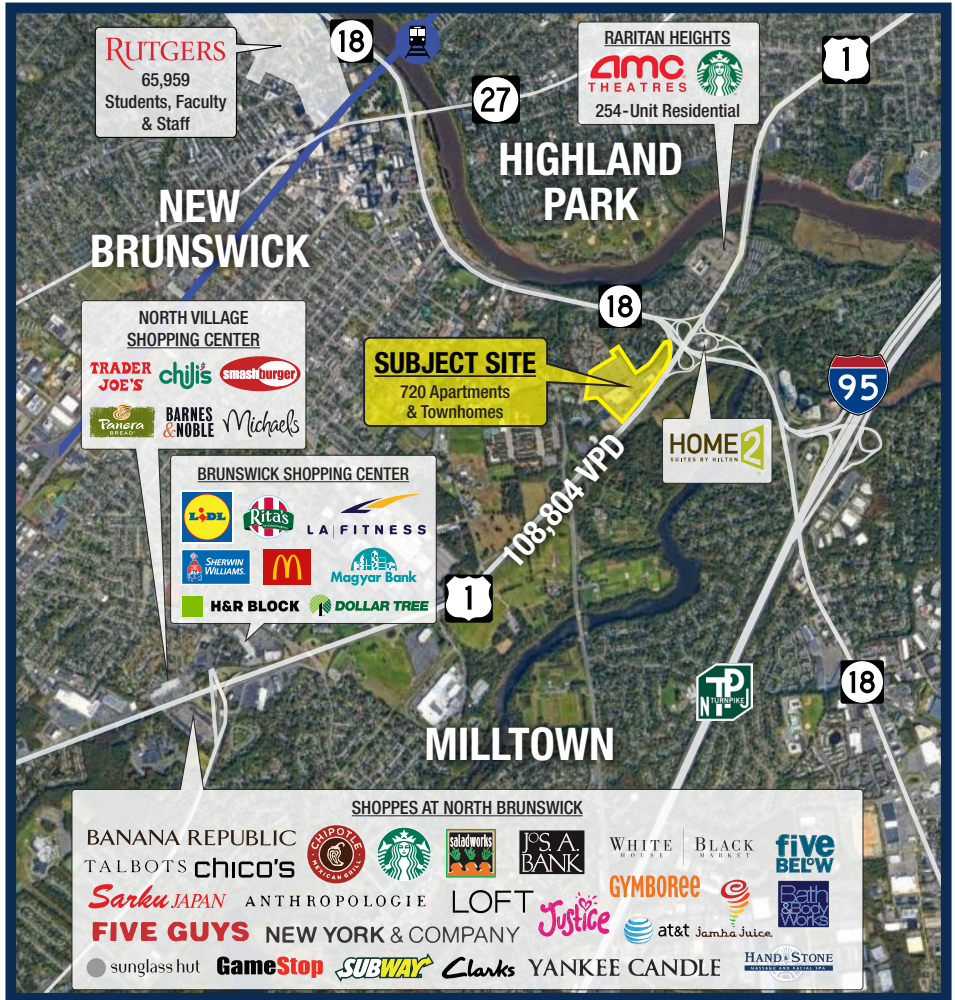 RUTGERS
65,959
Students, Faculty
& Staff
18
27
RARITAN HEIGHTS
amc
THEATRES
254-Unit Residential
1
HIGHLAND
PARK
NEW
BRUNSWICK
18
NORTH VILLAGE
SHOPPING CENTER
TRADER
JOE'S
chili's
smashburger
Panera
BREAD
BARNES
&NOBLE
Michaels
SUBJECT SITE
720 Apartments
& Townhomes
95
HOME2
SUITES BY HILTON
108,804 VPD
BRUNSWICK SHOPPING CENTER
LIDL
Rita's
LA FITNESS
SHERWIN
WILLIAMS.
Magyar Bank
H&R BLOCK
DOLLAR TREE
1
NTPJ
TURNPIKE
18
MILLTOWN
SHOPPES AT NORTH BRUNSWICK
BANANA REPUBLIC
CHIPOTLE
MEXICAN GRILL
saladworks
JOS. A.
BANK
WHITE BLACK
HOUSE MARKET
five
BELOW
TALBOTS
chico's
Sarku JAPAN
ANTHROPOLOGIE
LOFT
Justice
GYMBOREE
Bath
&Body
Works
FIVE GUYS
NEW YORK & COMPANY
at&t
jamba juice
sunglass hut
GameStop
SUBWAY
Clarks
YANKEE CANDLE
HAND & STONE
MASSAGE AND FACIAL SPA